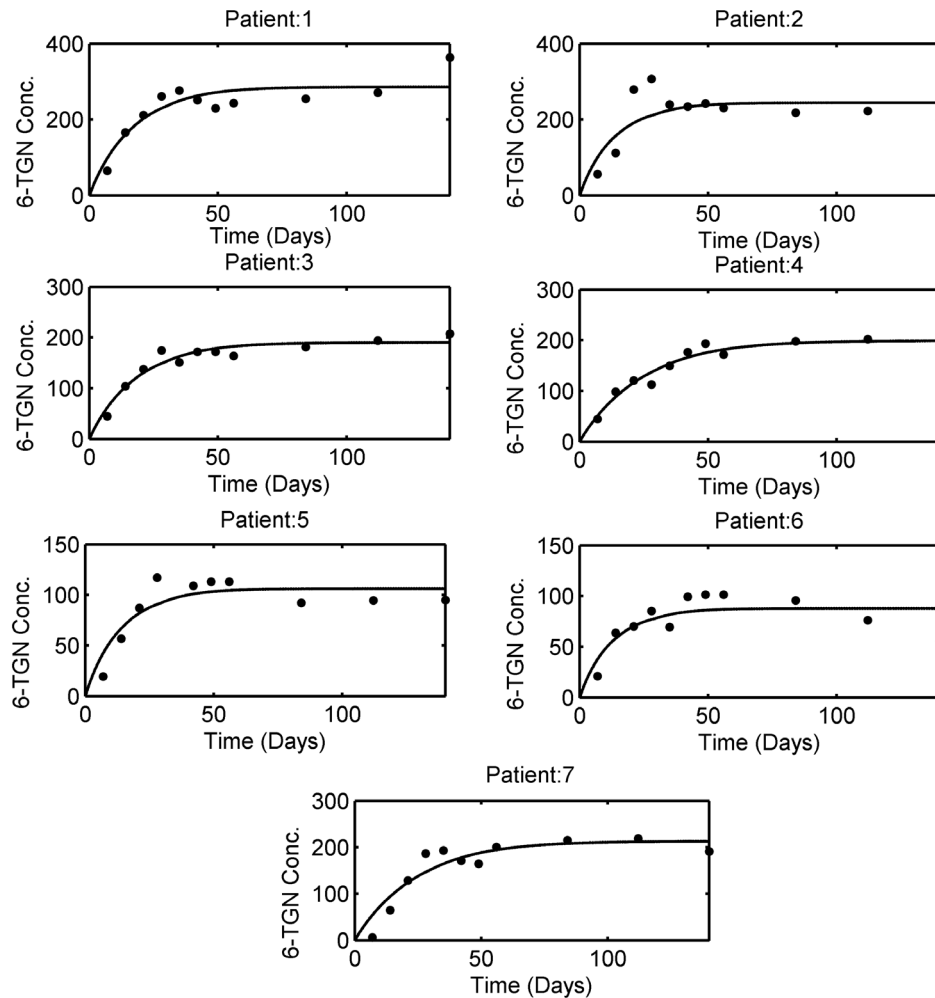 Patient:1
400
200
0
6-TGN Conc.
0 50 100
Time (Days)
Patient:2
400
200
0
6-TGN Conc.
0 50 100
Time (Days)
Patient:3
300
200
100
0
6-TGN Conc.
0 50 100
Time (Days)
Patient:4
300
200
100
0
6-TGN Conc.
0 50 100
Time (Days)
Patient:5
150
100
50
0
6-TGN Conc.
0 50 100
Time (Days)
Patient:6
150
100
50
0
6-TGN Conc.
0 50 100
Time (Days)
Patient:7
300
200
100
0
6-TGN Conc.
0 50 100
Time (Days)